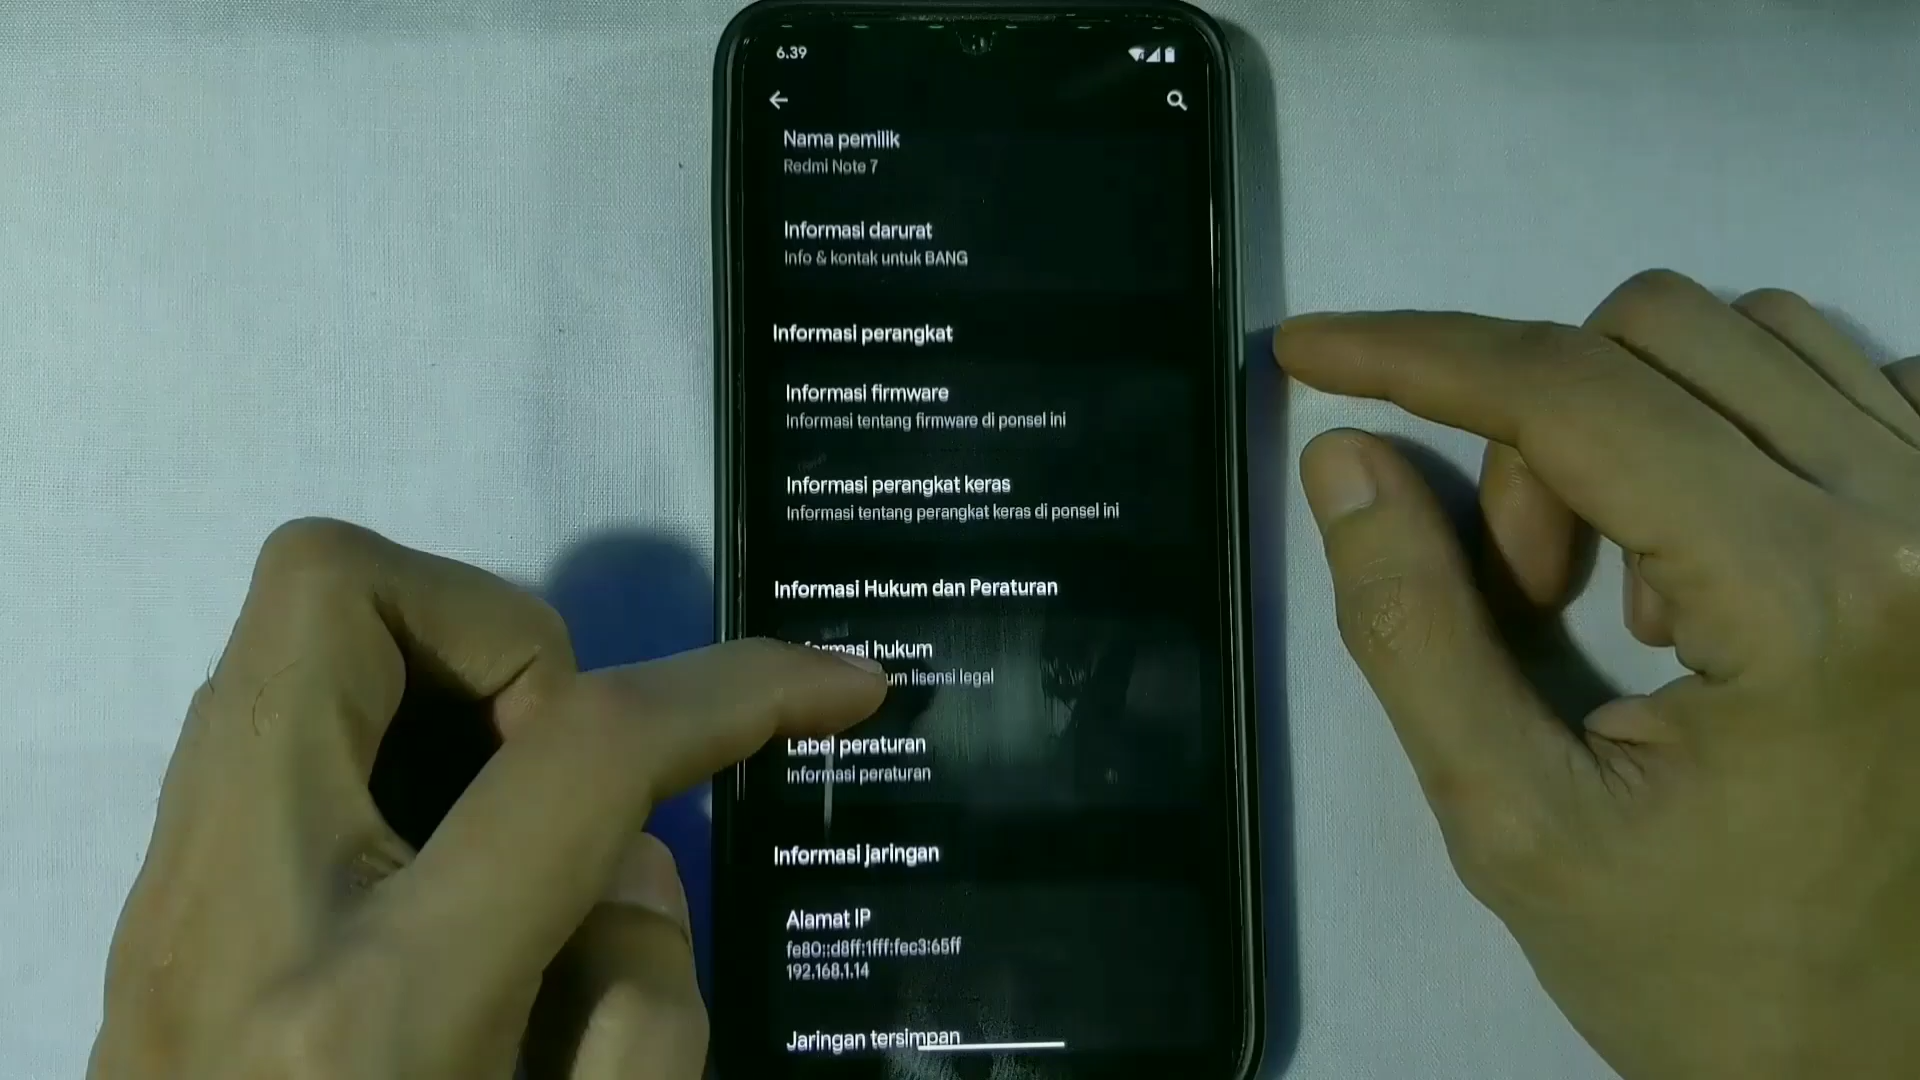 6.39
Nama pemilik
Redmi Note 7
Informasi darurat
Info & kontak untuk BANG
Informasi perangkat
Informasi firmware
Informasi tentang firmware di ponsel ini
Informasi perangkat keras
Informasi tentang perangkat keras di ponsel ini
Informasi Hukum dan Peraturan
hukum
lisensi legal
Label peraturan
Informasi peraturan
Informasi jaringan
Alamat IP
fe80::d8ff:1fff:fec3:65ff
192.168.1.14
Jaringan tersimpan